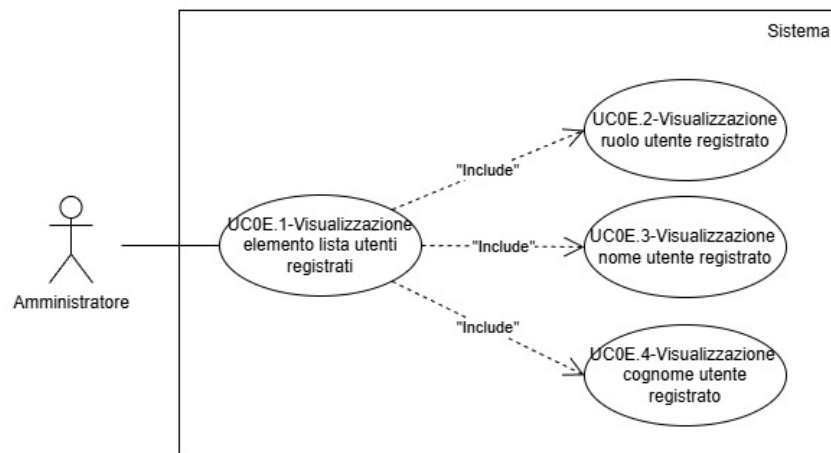 Sistema
UC0E.2-Visualizzazione
ruolo utente registrato
"Include"
UC0E.1-Visualizzazione
elemento lista utenti
registrati
"Include"
UC0E.3-Visualizzazione
nome utente registrato
Amministratore
"Include"
UC0E.4-Visualizzazione
cognome utente
registrato